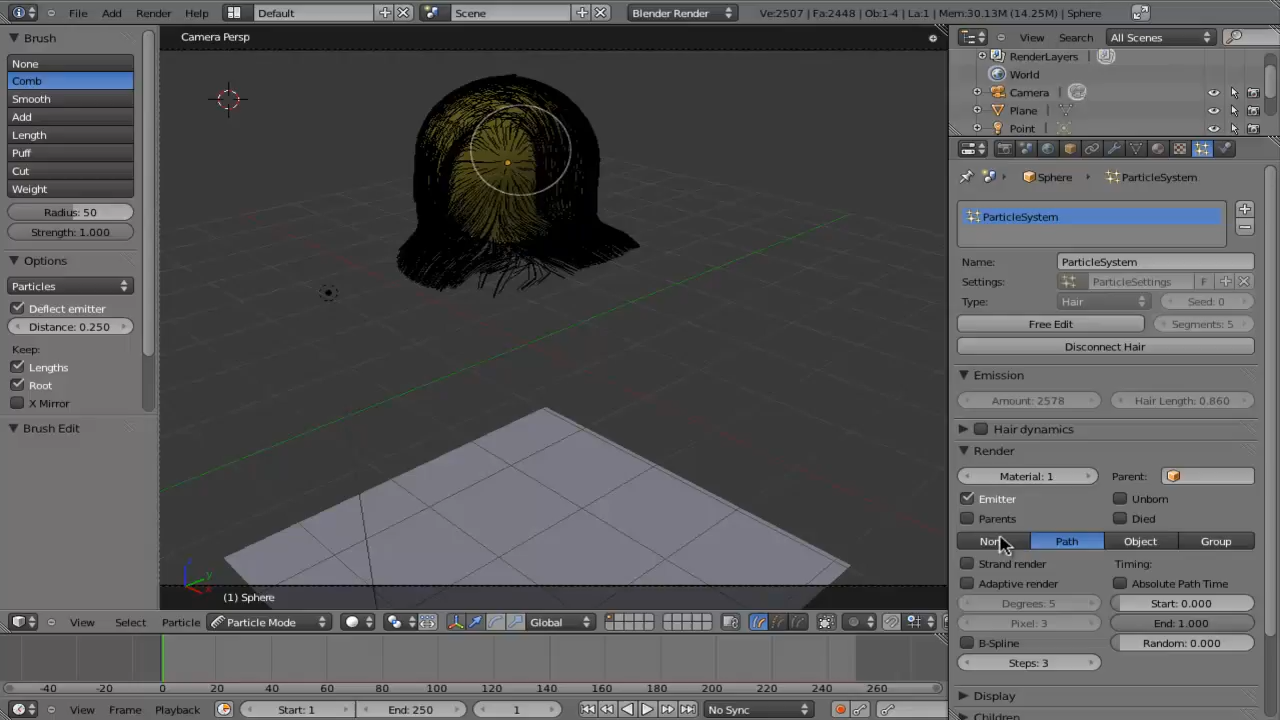 File Add Render Help Default Scene Blender Render Ve:2507 | Fa:2448 | Ob:1-4 | La:1 | Mem:30.13M (14.25M) | Sphere
Brush
None
Comb
Smooth
Add
Length
Puff
Cut
Weight
Radius: 50
Strength: 1.000
Options
Particles
Deflect emitter
Distance: 0.250
Keep:
Lengths
Root
X Mirror
Brush Edit
Camera Persp
z
y
(1) Sphere
View Select Particle Particle Mode Global
-40 -20 0 20 40 60 80 100 120 140 160 180 200 220 240 260
View Frame Playback Start: 1 End: 250 1 No Sync
View Search All Scenes
RenderLayers
World
Camera
Plane
Point
Sphere ParticleSystem
ParticleSystem
Name: ParticleSystem
Settings: ParticleSettings F
Type: Hair Seed: 0
Free Edit Segments: 5
Disconnect Hair
Emission
Amount: 2578 Hair Length: 0.860
Hair dynamics
Render
Material: 1 Parent:
Emitter Unborn
Parents Died
Path Object Group
Strand render Timing:
Adaptive render Absolute Path Time
Degrees: 5 Start: 0.000
Pixel: 3 End: 1.000
B-Spline Random: 0.000
Steps: 3
Display
Children